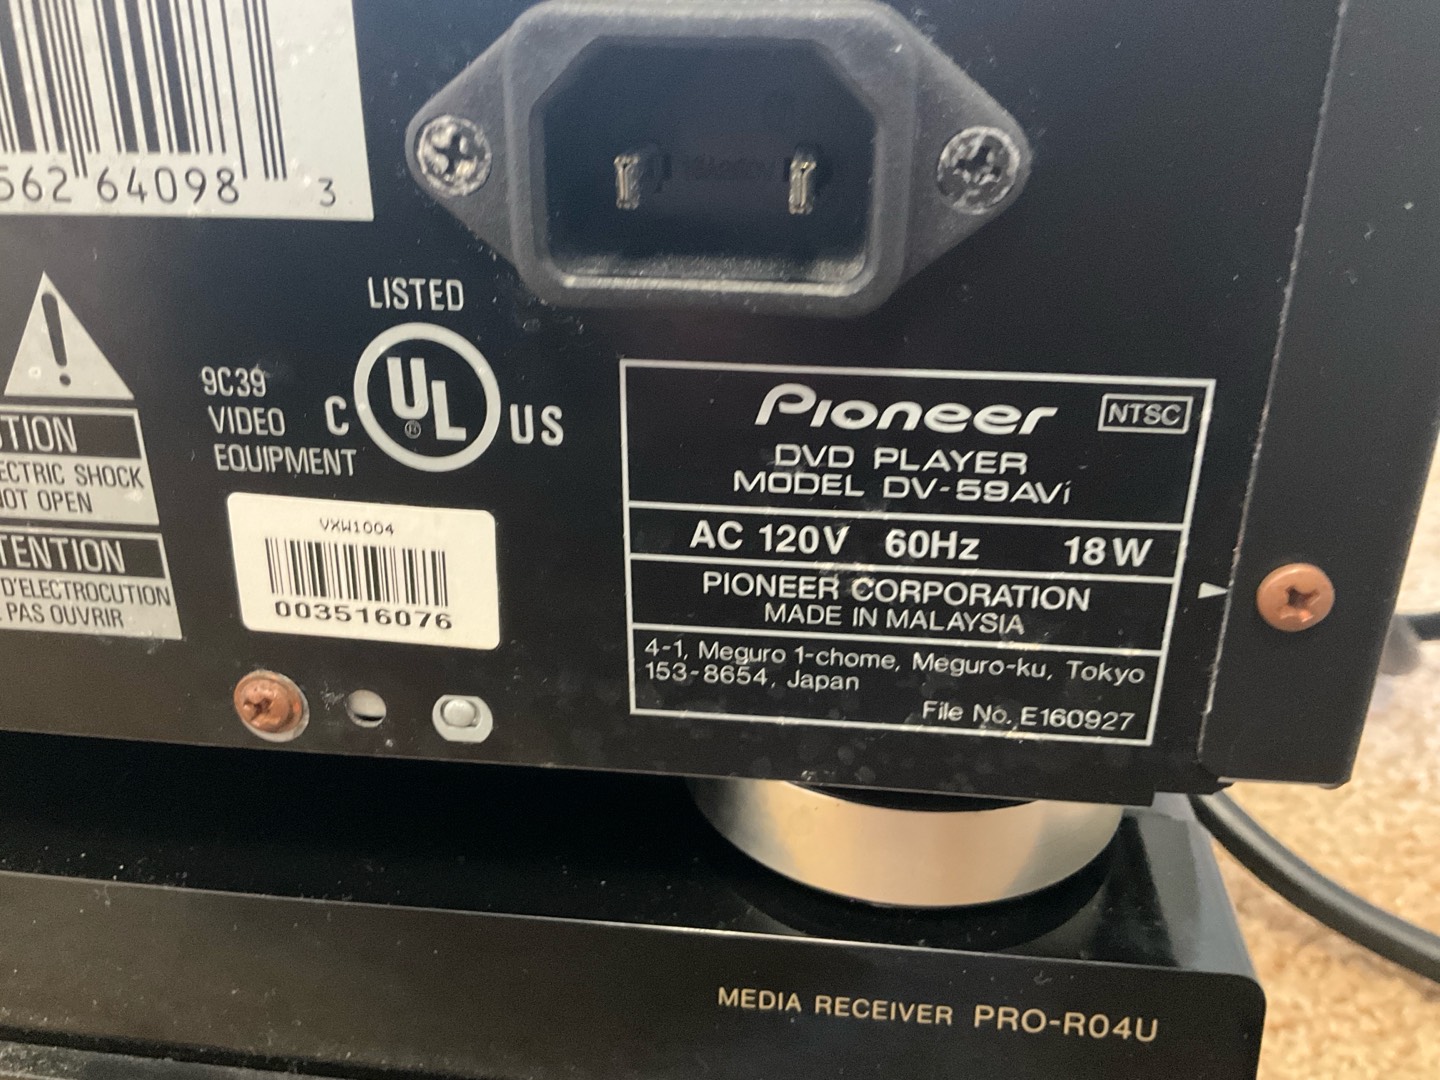 562 64098 3
LISTED
UL
®
C US
9C39
VIDEO
EQUIPMENT
TION
ECTRIC SHOCK
NOT OPEN
TENTION
D'ELECTROCUTION
PAS OUVRIR
VXW1004
003516076
Pioneer NTSC
DVD PLAYER
MODEL DV-59AVi
AC 120V 60Hz 18W
PIONEER CORPORATION
MADE IN MALAYSIA
4-1, Meguro 1-chome, Meguro-ku, Tokyo
153-8654, Japan
File No. E160927
MEDIA RECEIVER PRO-R04U